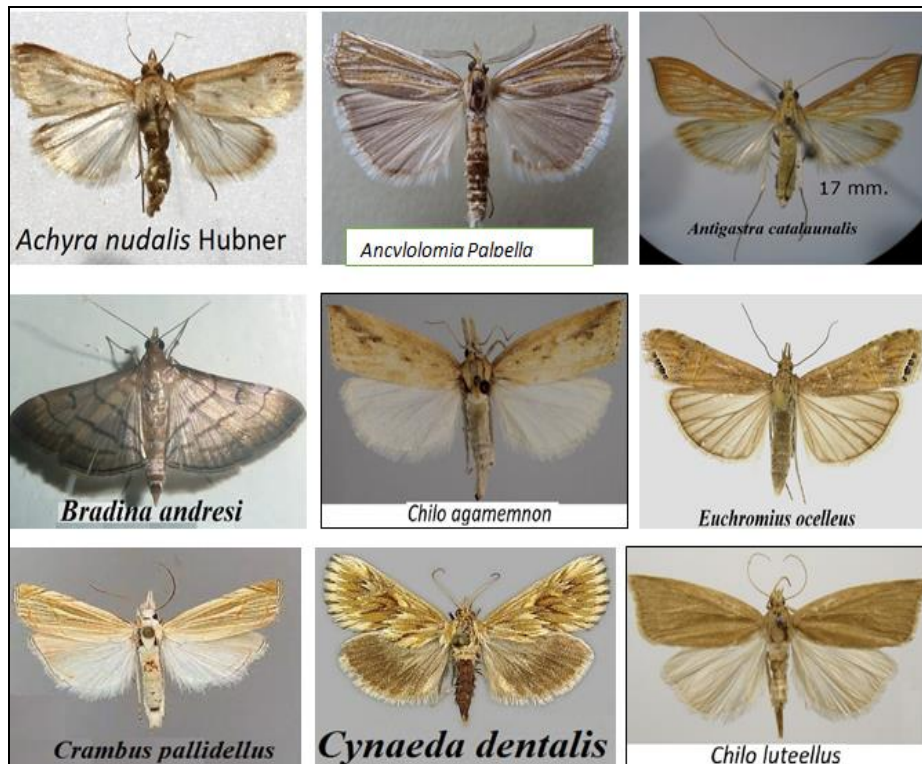 Achyra nudalis Hubner
Ancylolomia Palpella
17 mm.
Antigastra catalaunalis
Bradina andresi
Chilo agamemnon
Euchromius ocelleus
Crambus pallidellus
Cynaeda dentalis
Chilo luteellus